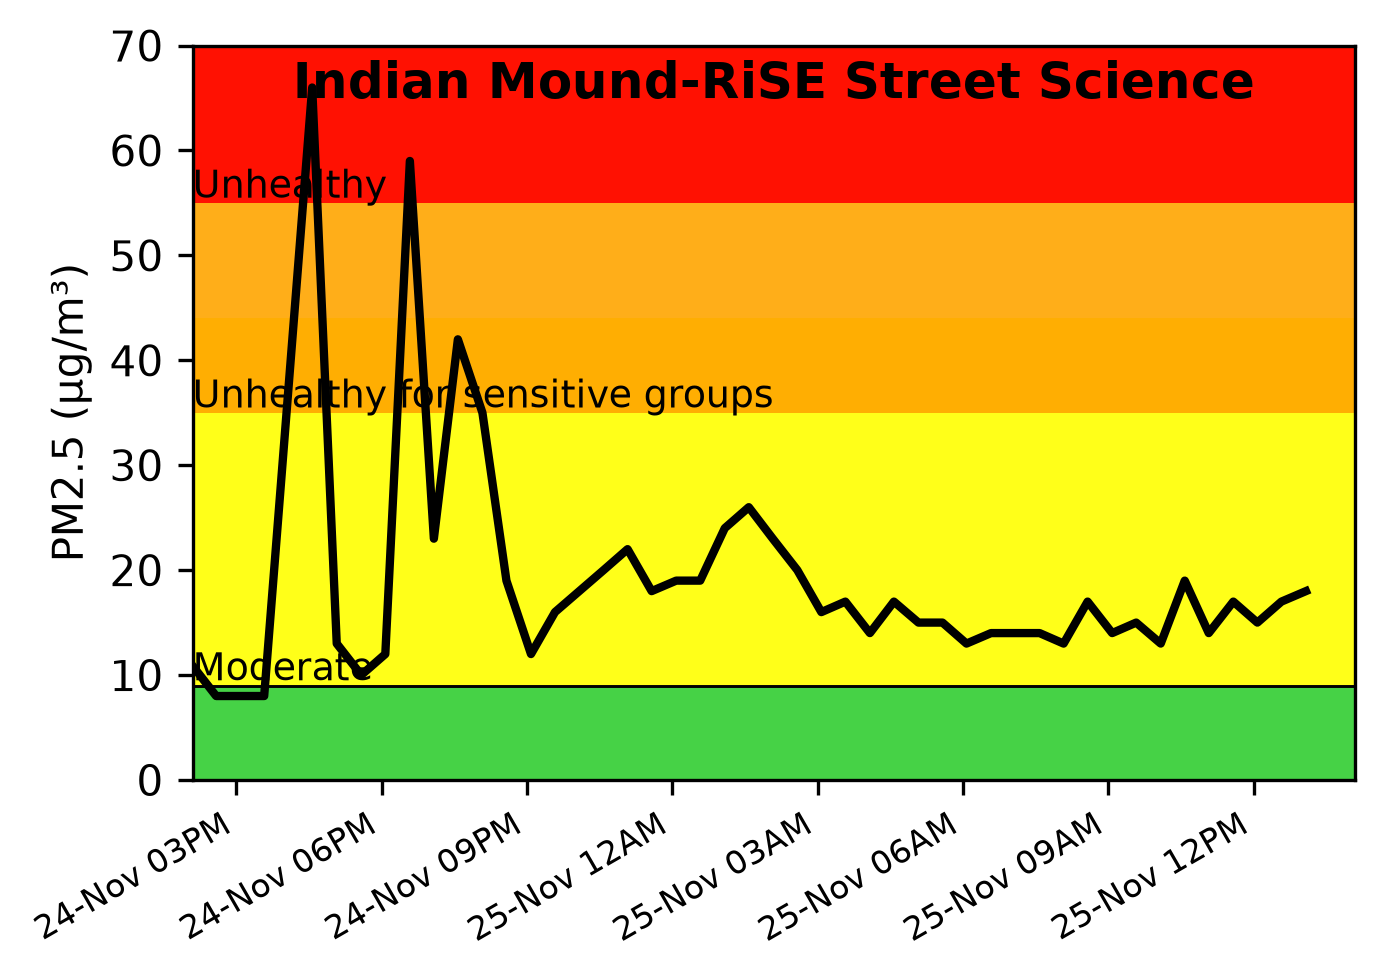 Indian Mound-RiSE Street Science
70
60
50
40
30
20
10
0
PM2.5 (µg/m³)
Unhealthy
Unhealthy for sensitive groups
Moderate
24-Nov 03PM
24-Nov 06PM
24-Nov 09PM
25-Nov 12AM
25-Nov 03AM
25-Nov 06AM
25-Nov 09AM
25-Nov 12PM